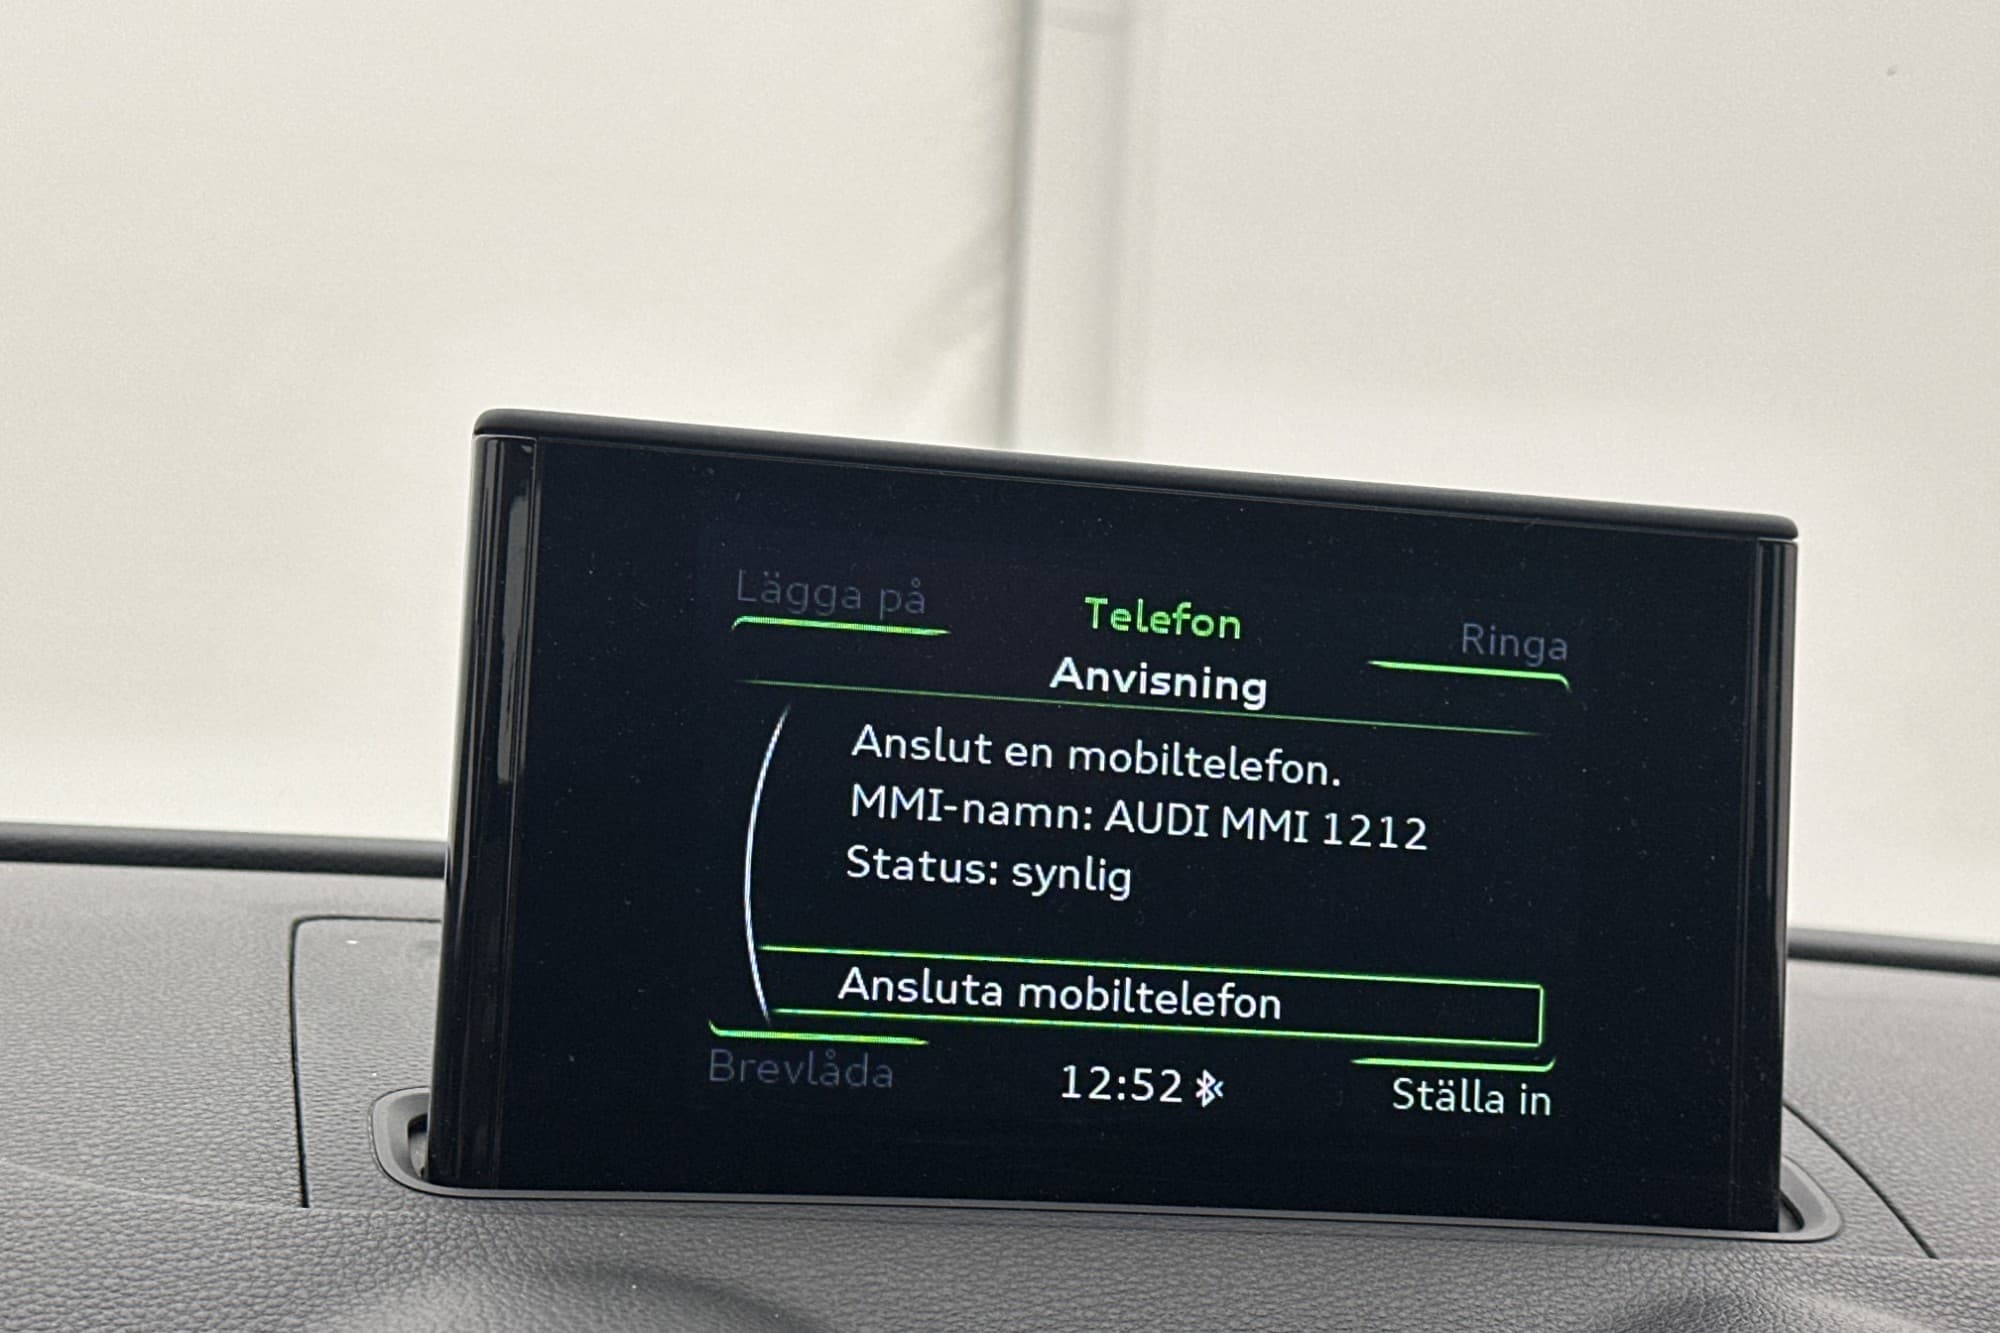 Lägga på
Telefon
Ringa
Anvisning
Anslut en mobiltelefon.
MMI-namn: AUDI MMI 1212
Status: synlig
Ansluta mobiltelefon
Brevlåda
12:52
Ställa in